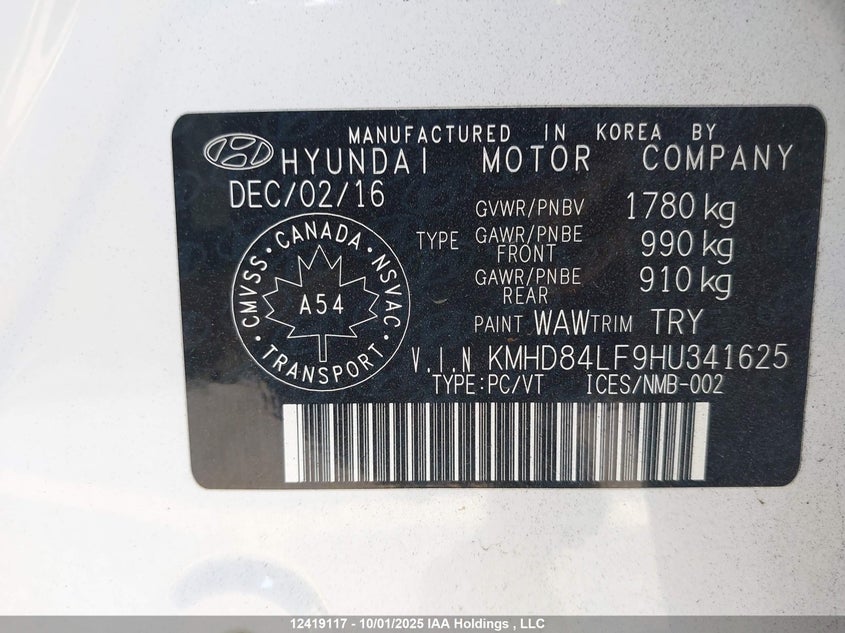 MANUFACTURED IN KOREA BY
HYUNDAI MOTOR COMPANY
DEC/02/16
GVWR/PNBV 1780 kg
TYPE GAWR/PNBE FRONT 990 kg
GAWR/PNBE REAR 910 kg
CMVSS · CANADA · NSVAC · TRANSPORT ·
A54
PAINT WAW TRIM TRY
V.I.N KMHD84LF9HU341625
TYPE:PC/VT ICES/NMB-002
12419117 - 10/01/2025 IAA Holdings , LLC